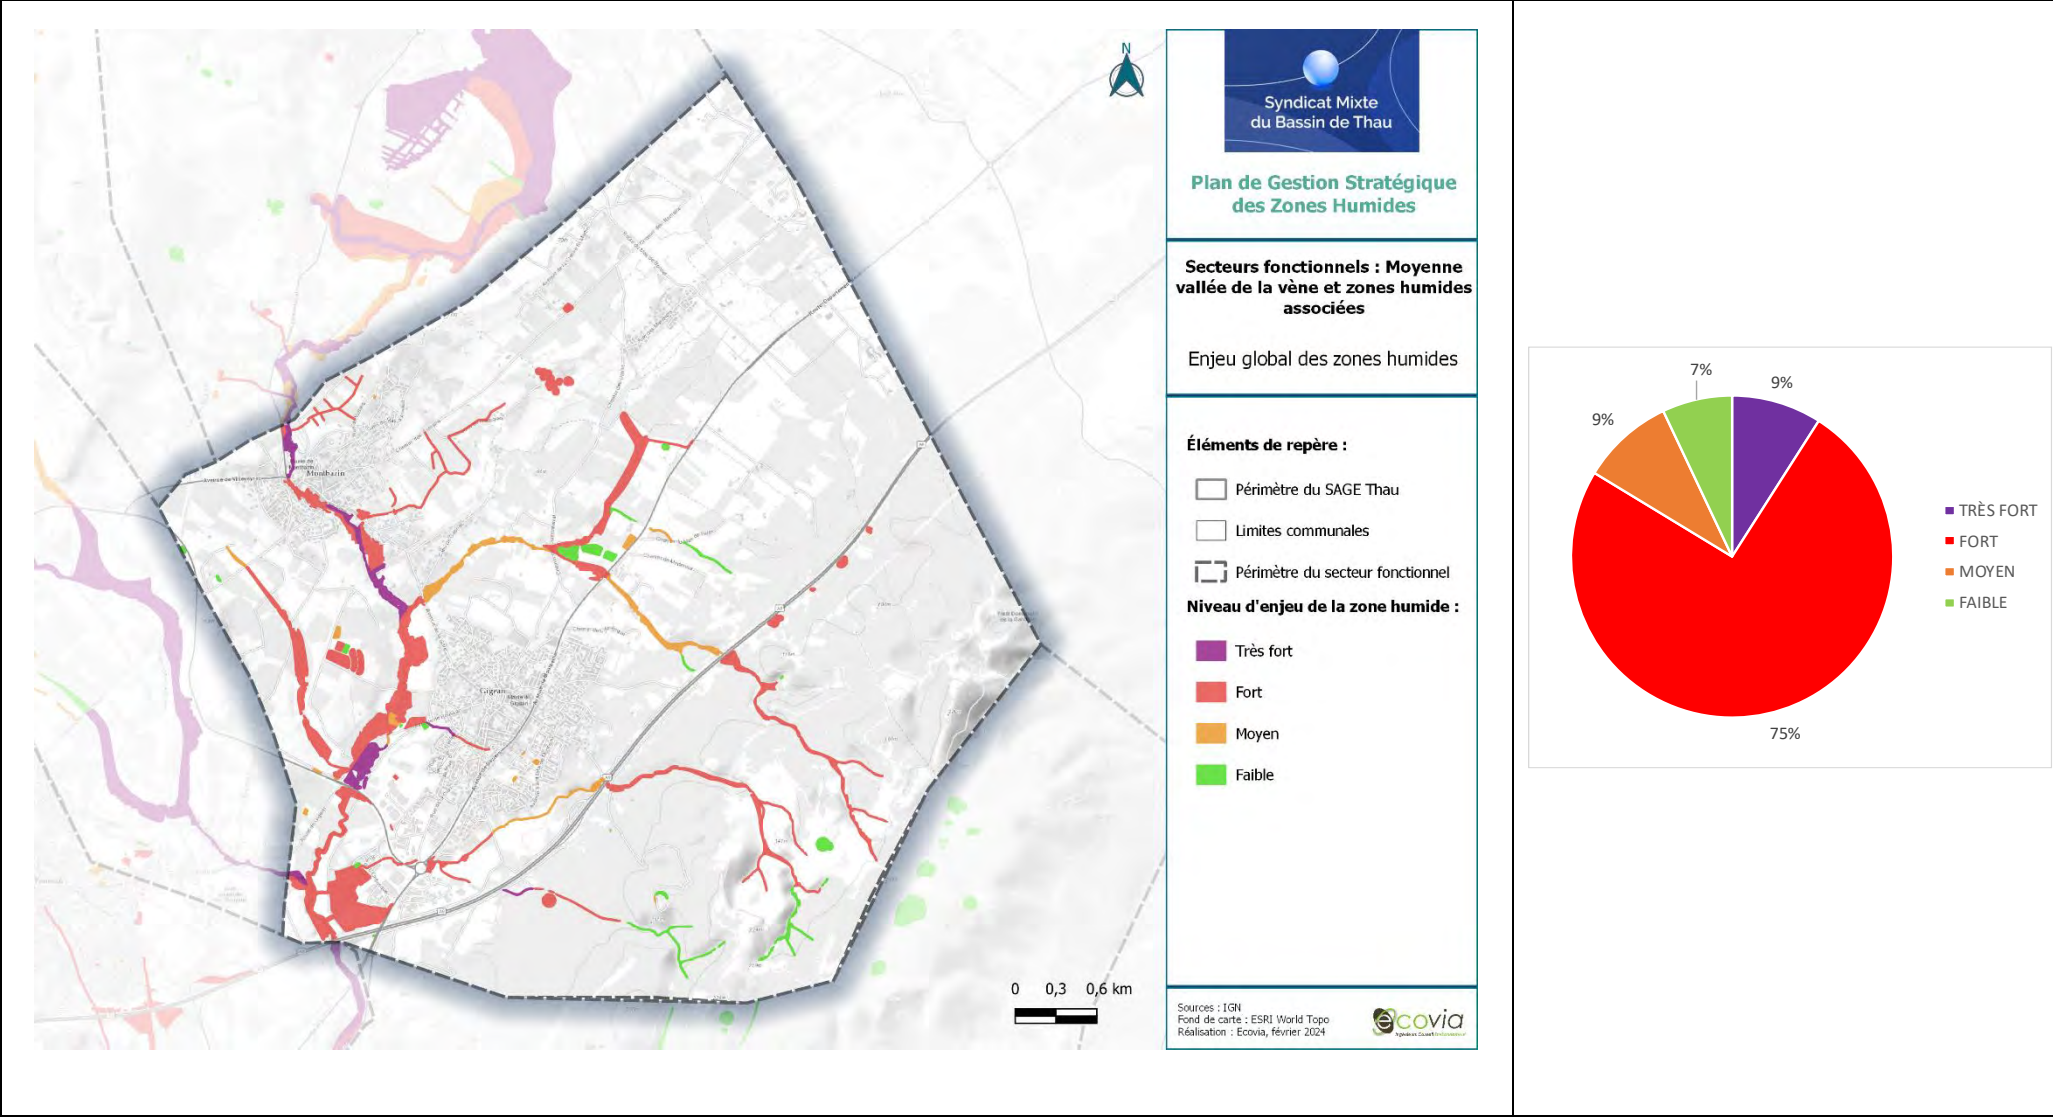 N
Montbazin
Gigean
0 0,3 0,6 km
Syndicat Mixte
du Bassin de Thau
Plan de Gestion Stratégique
des Zones Humides
Secteurs fonctionnels : Moyenne
vallée de la vène et zones humides
associées
Enjeu global des zones humides
Éléments de repère :
Périmètre du SAGE Thau
Limites communales
Périmètre du secteur fonctionnel
Niveau d'enjeu de la zone humide :
Très fort
Fort
Moyen
Faible
Sources : IGN
Fond de carte : ESRI World Topo
Réalisation : Ecovia, février 2024
ecovia
7%
9%
9%
75%
TRÈS FORT
FORT
MOYEN
FAIBLE